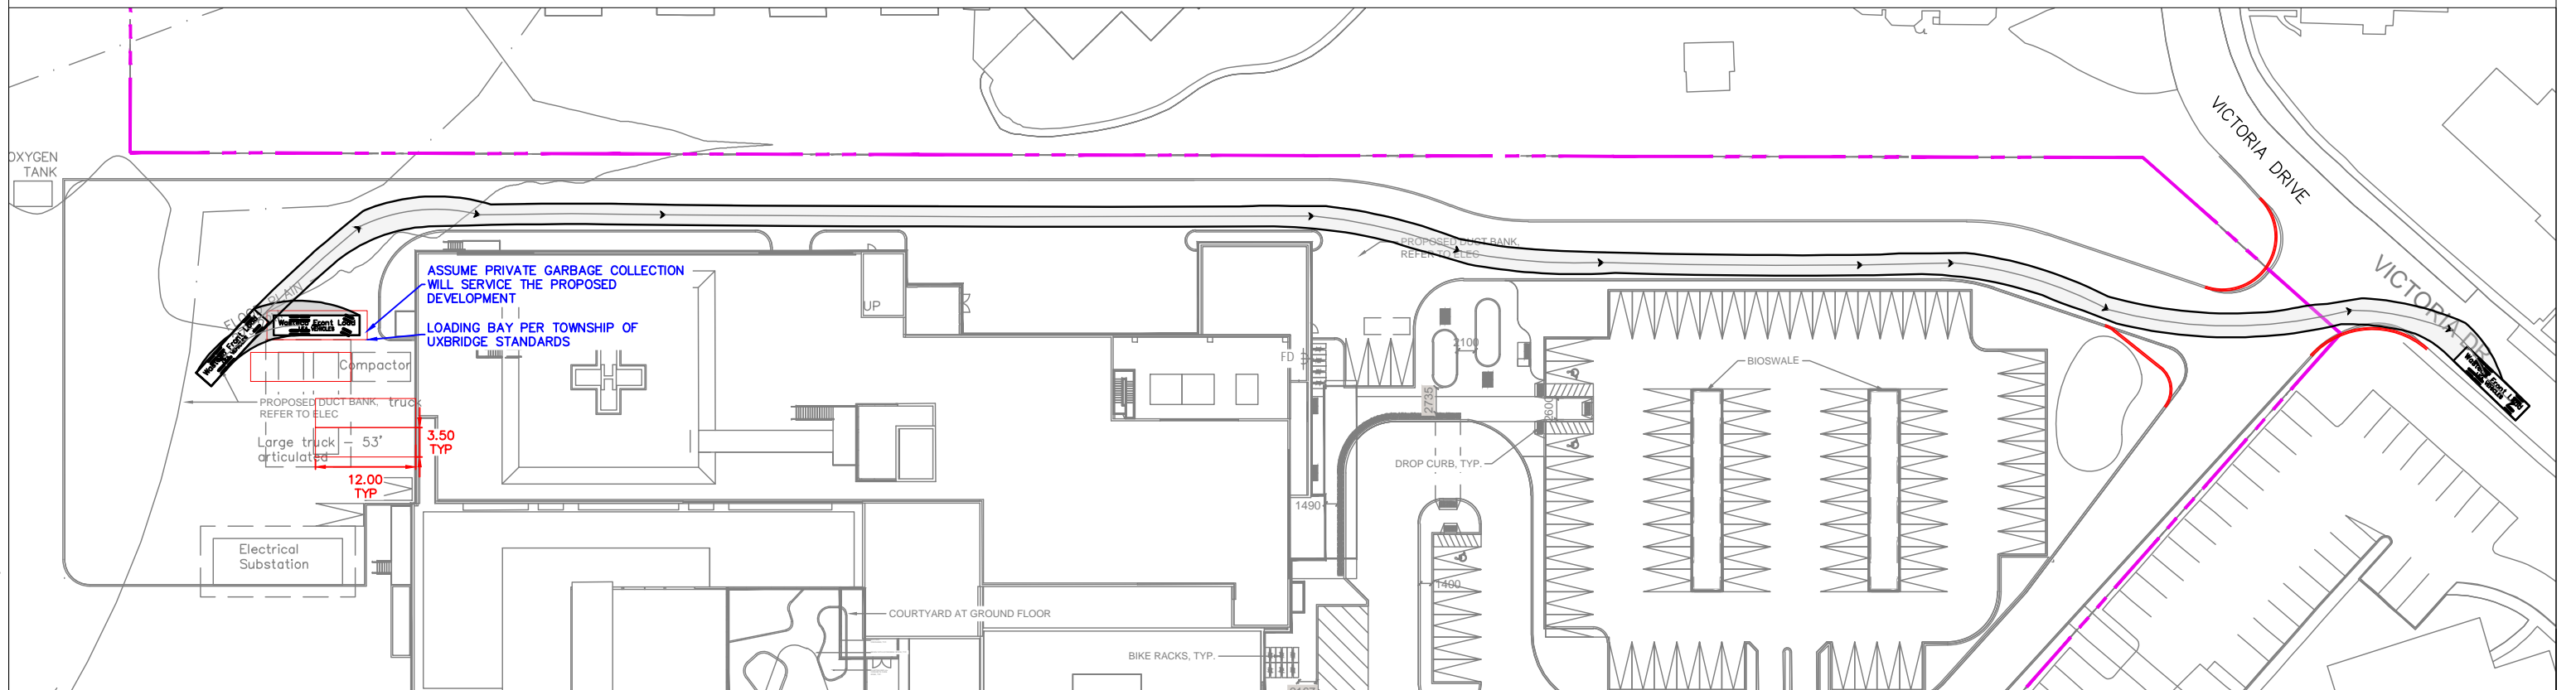 OXYGEN
TANK
VICTORIA DRIVE
VICTORIA DR
PROPOSED DUCT BANK,
REFER TO ELEC
ASSUME PRIVATE GARBAGE COLLECTION
WILL SERVICE THE PROPOSED
DEVELOPMENT
LOADING BAY PER TOWNSHIP OF
UXBRIDGE STANDARDS
UP
FLOOD PLAIN
Compactor
PROPOSED DUCT BANK,
REFER TO ELEC
truck
Large truck - 53'
articulated
3.50
TYP
12.00
TYP
Electrical
Substation
FD
2100
2735
2600
BIOSWALE
DROP CURB, TYP.
1490
1400
COURTYARD AT GROUND FLOOR
BIKE RACKS, TYP.